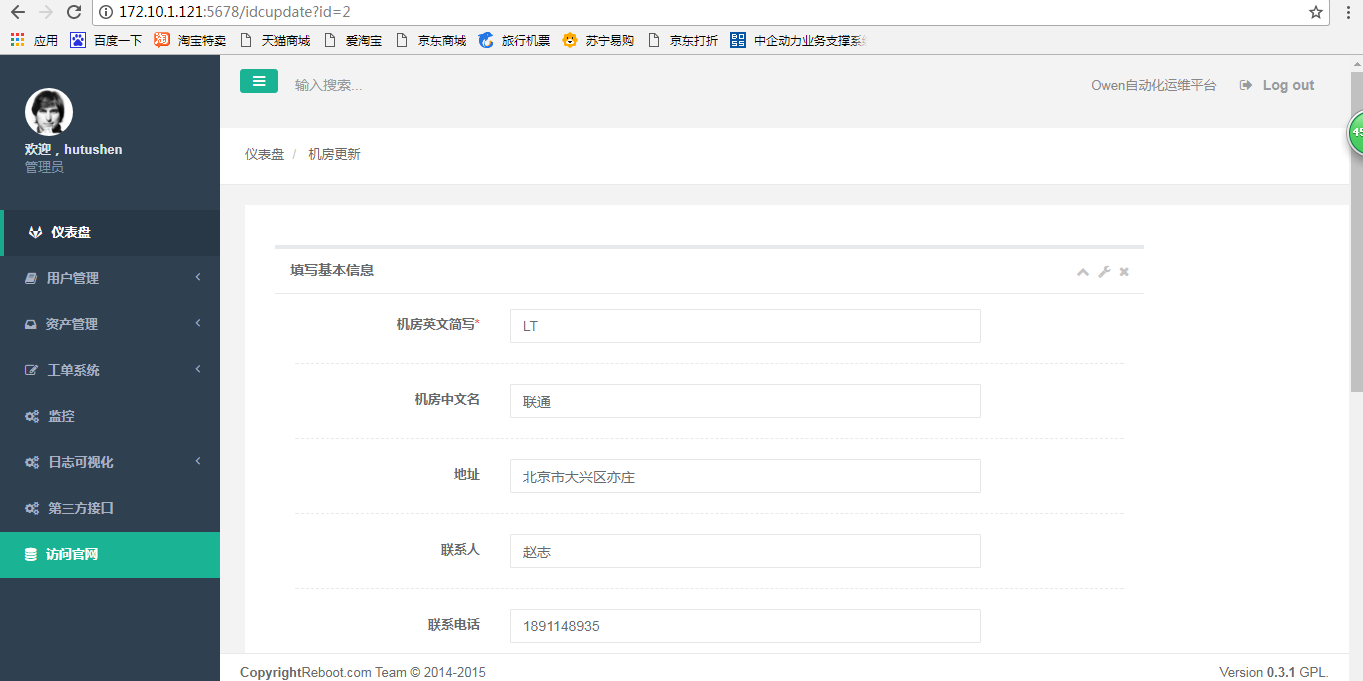 172.10.1.121:5678/idcupdate?id=2
应用 百度一下 淘宝特卖 天猫商城 爱淘宝 京东商城 旅行机票 苏宁易购 京东打折 中企动力业务支撑系
输入搜索... Owen自动化运维平台 Log out
欢迎，hutushen
管理员
仪表盘 / 机房更新
仪表盘
用户管理
资产管理
工单系统
监控
日志可视化
第三方接口
访问官网
填写基本信息
机房英文简写* LT
机房中文名 联通
地址 北京市大兴区亦庄
联系人 赵志
联系电话 1891148935
45
CopyrightReboot.com Team © 2014-2015 Version 0.3.1 GPL.